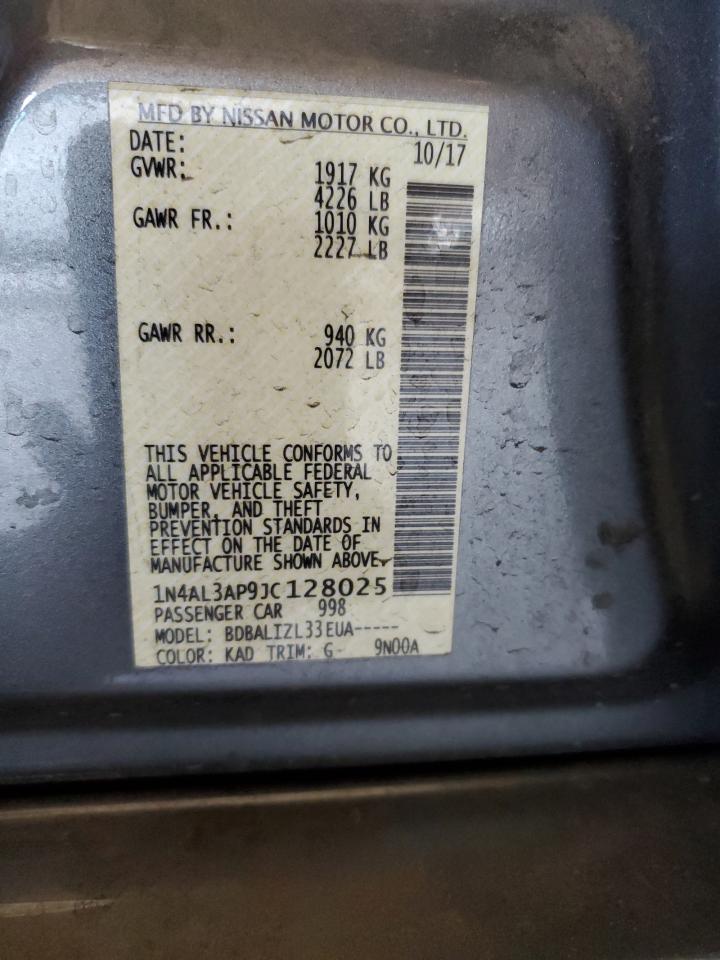 MFD BY NISSAN MOTOR CO., LTD.
DATE: 10/17
GVWR: 1917 KG
4226 LB
GAWR FR.: 1010 KG
2227 LB
GAWR RR.: 940 KG
2072 LB
THIS VEHICLE CONFORMS TO
ALL APPLICABLE FEDERAL
MOTOR VEHICLE SAFETY,
BUMPER, AND THEFT
PREVENTION STANDARDS IN
EFFECT ON THE DATE OF
MANUFACTURE SHOWN ABOVE.
1N4AL3AP9JC128025
PASSENGER CAR 998
MODEL: BDBALIZL33EUA-----
COLOR: KAD TRIM: G- 9N00A